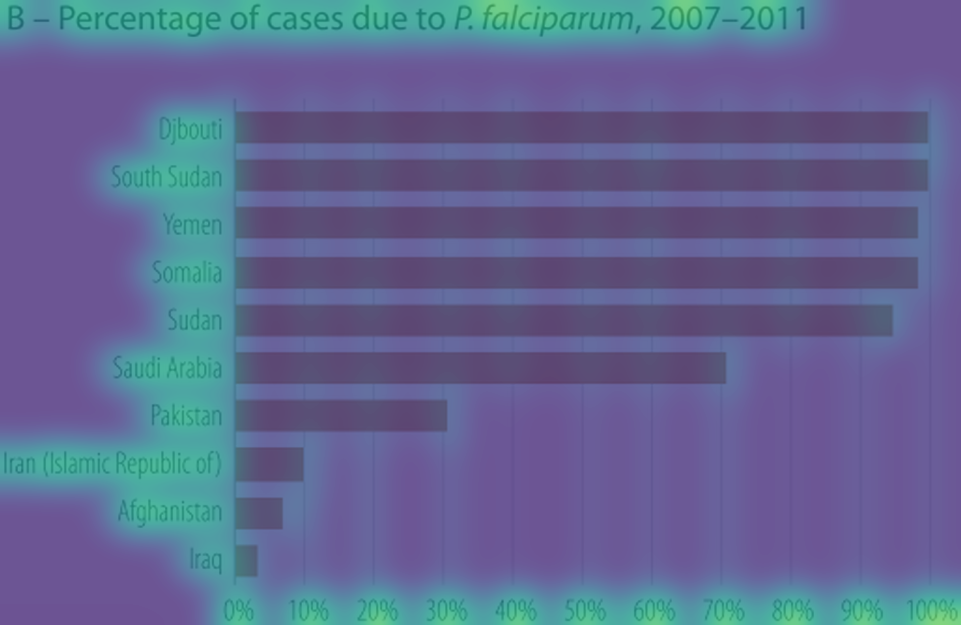 B – Percentage of cases due to P. falciparum, 2007–2011
Djbouti
South Sudan
Yemen
Somalia
Sudan
Saudi Arabia
Pakistan
Iran (Islamic Republic of)
Afghanistan
Iraq
0% 10% 20% 30% 40% 50% 60% 70% 80% 90% 100%